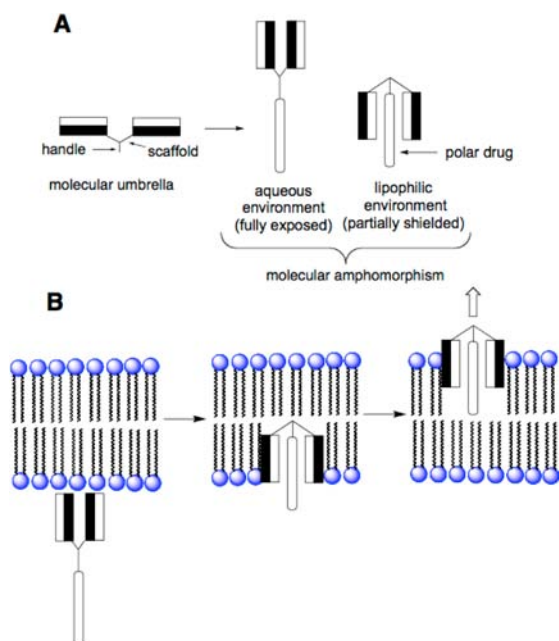 A
handle
scaffold
molecular umbrella
polar drug
aqueous
environment
(fully exposed)
lipophilic
environment
(partially shielded)
molecular amphomorphism
B